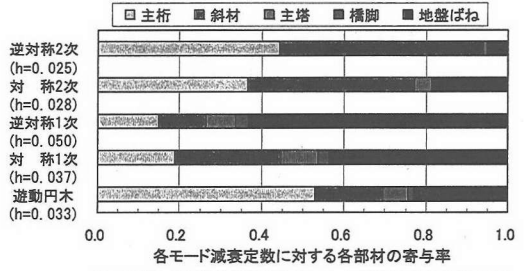 主桁 斜材 主塔 橋脚 地盤ばね
逆対称2次
(h=0.025)
対 称2次
(h=0.028)
逆対称1次
(h=0.050)
対 称1次
(h=0.037)
遊動円木
(h=0.033)
0.0 0.2 0.4 0.6 0.8 1.0
各モード減衰定数に対する各部材の寄与率